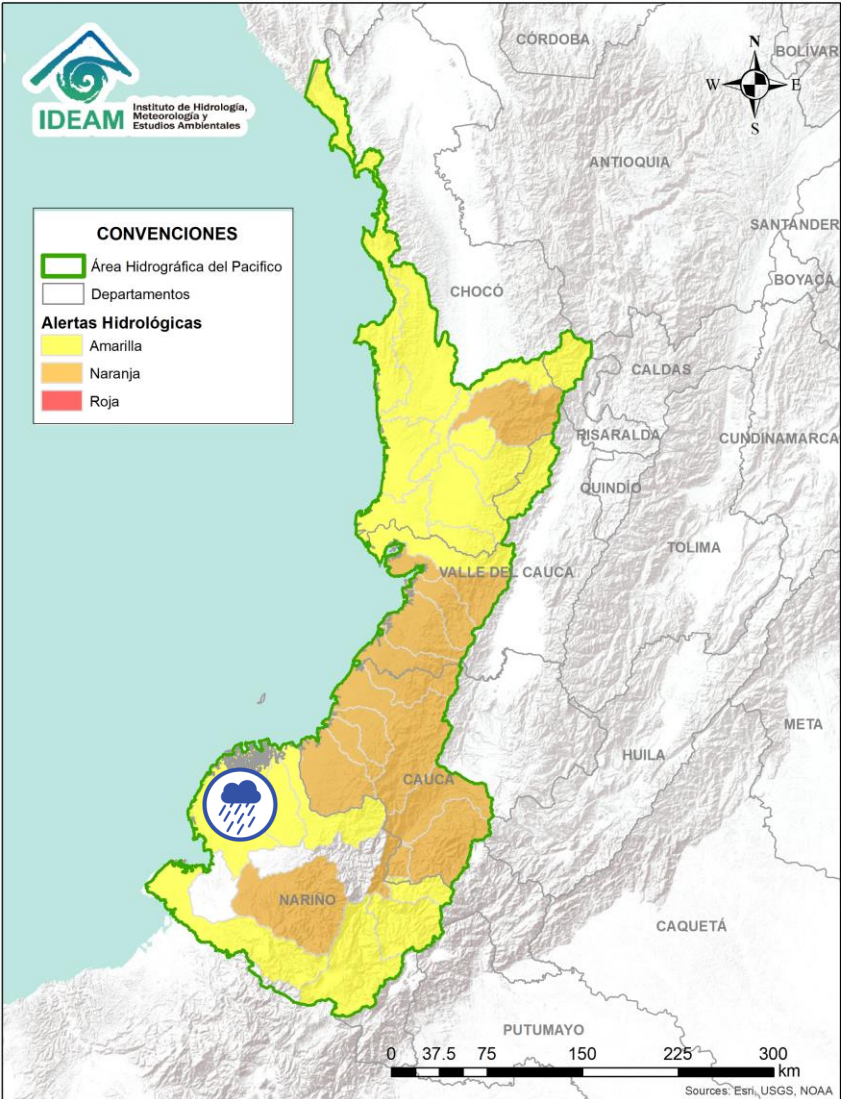 IDEAM
Instituto de Hidrología,
Meteorología y
Estudios Ambientales
N
W
E
S
CÓRDOBA
BOLÍVAR
ANTIOQUIA
SANTANDER
BOYACÁ
CONVENCIONES
Área Hidrográfica del Pacifico
Departamentos
Alertas Hidrológicas
Amarilla
Naranja
Roja
CHOCÓ
CALDAS
RISARALDA
CUNDINAMARCA
QUINDÍO
TOLIMA
VALLE DEL CAUCA
META
HUILA
CAUCA
NARIÑO
CAQUETÁ
PUTUMAYO
0 37.5 75 150 225 300
km
Sources: Esri, USGS, NOAA